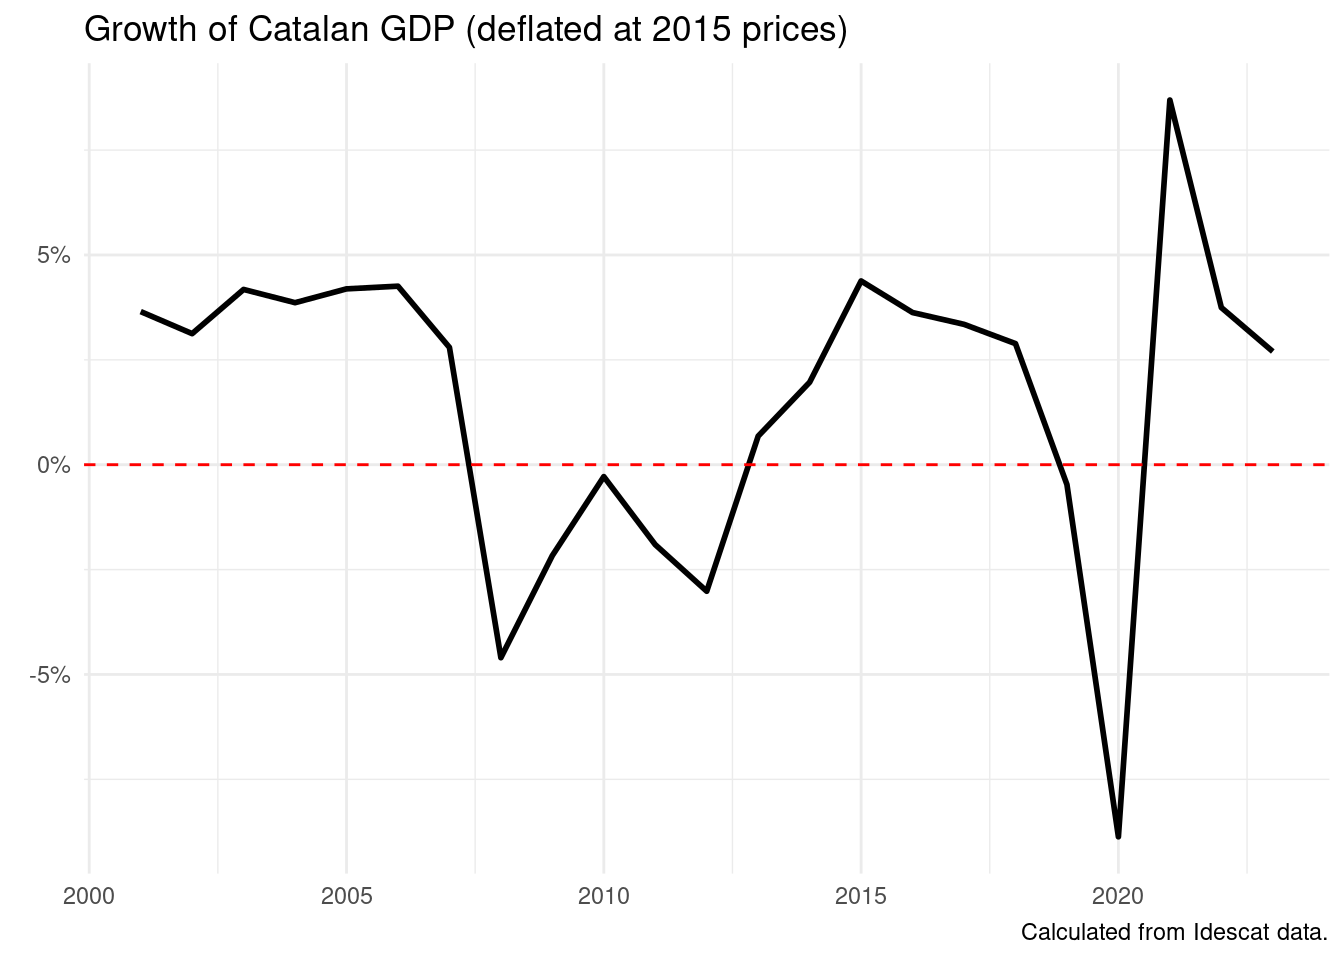 Growth of Catalan GDP (deflated at 2015 prices)
5%
0%
-5%
2000 2005 2010 2015 2020
Calculated from Idescat data.